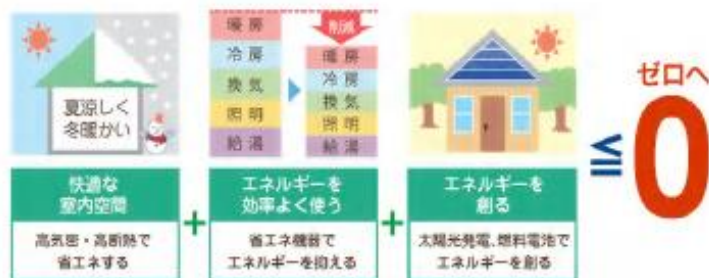 夏涼しく
冬暖かい
暖房
冷房
換気
照明
給湯
削減
暖房
冷房
換気
照明
給湯
ゼロへ
≦0
快適な
室内空間
高気密・高断熱で
省エネする
+
エネルギーを
効率よく使う
省エネ機器で
エネルギーを抑える
+
エネルギーを
創る
太陽光発電、燃料電池で
エネルギーを創る